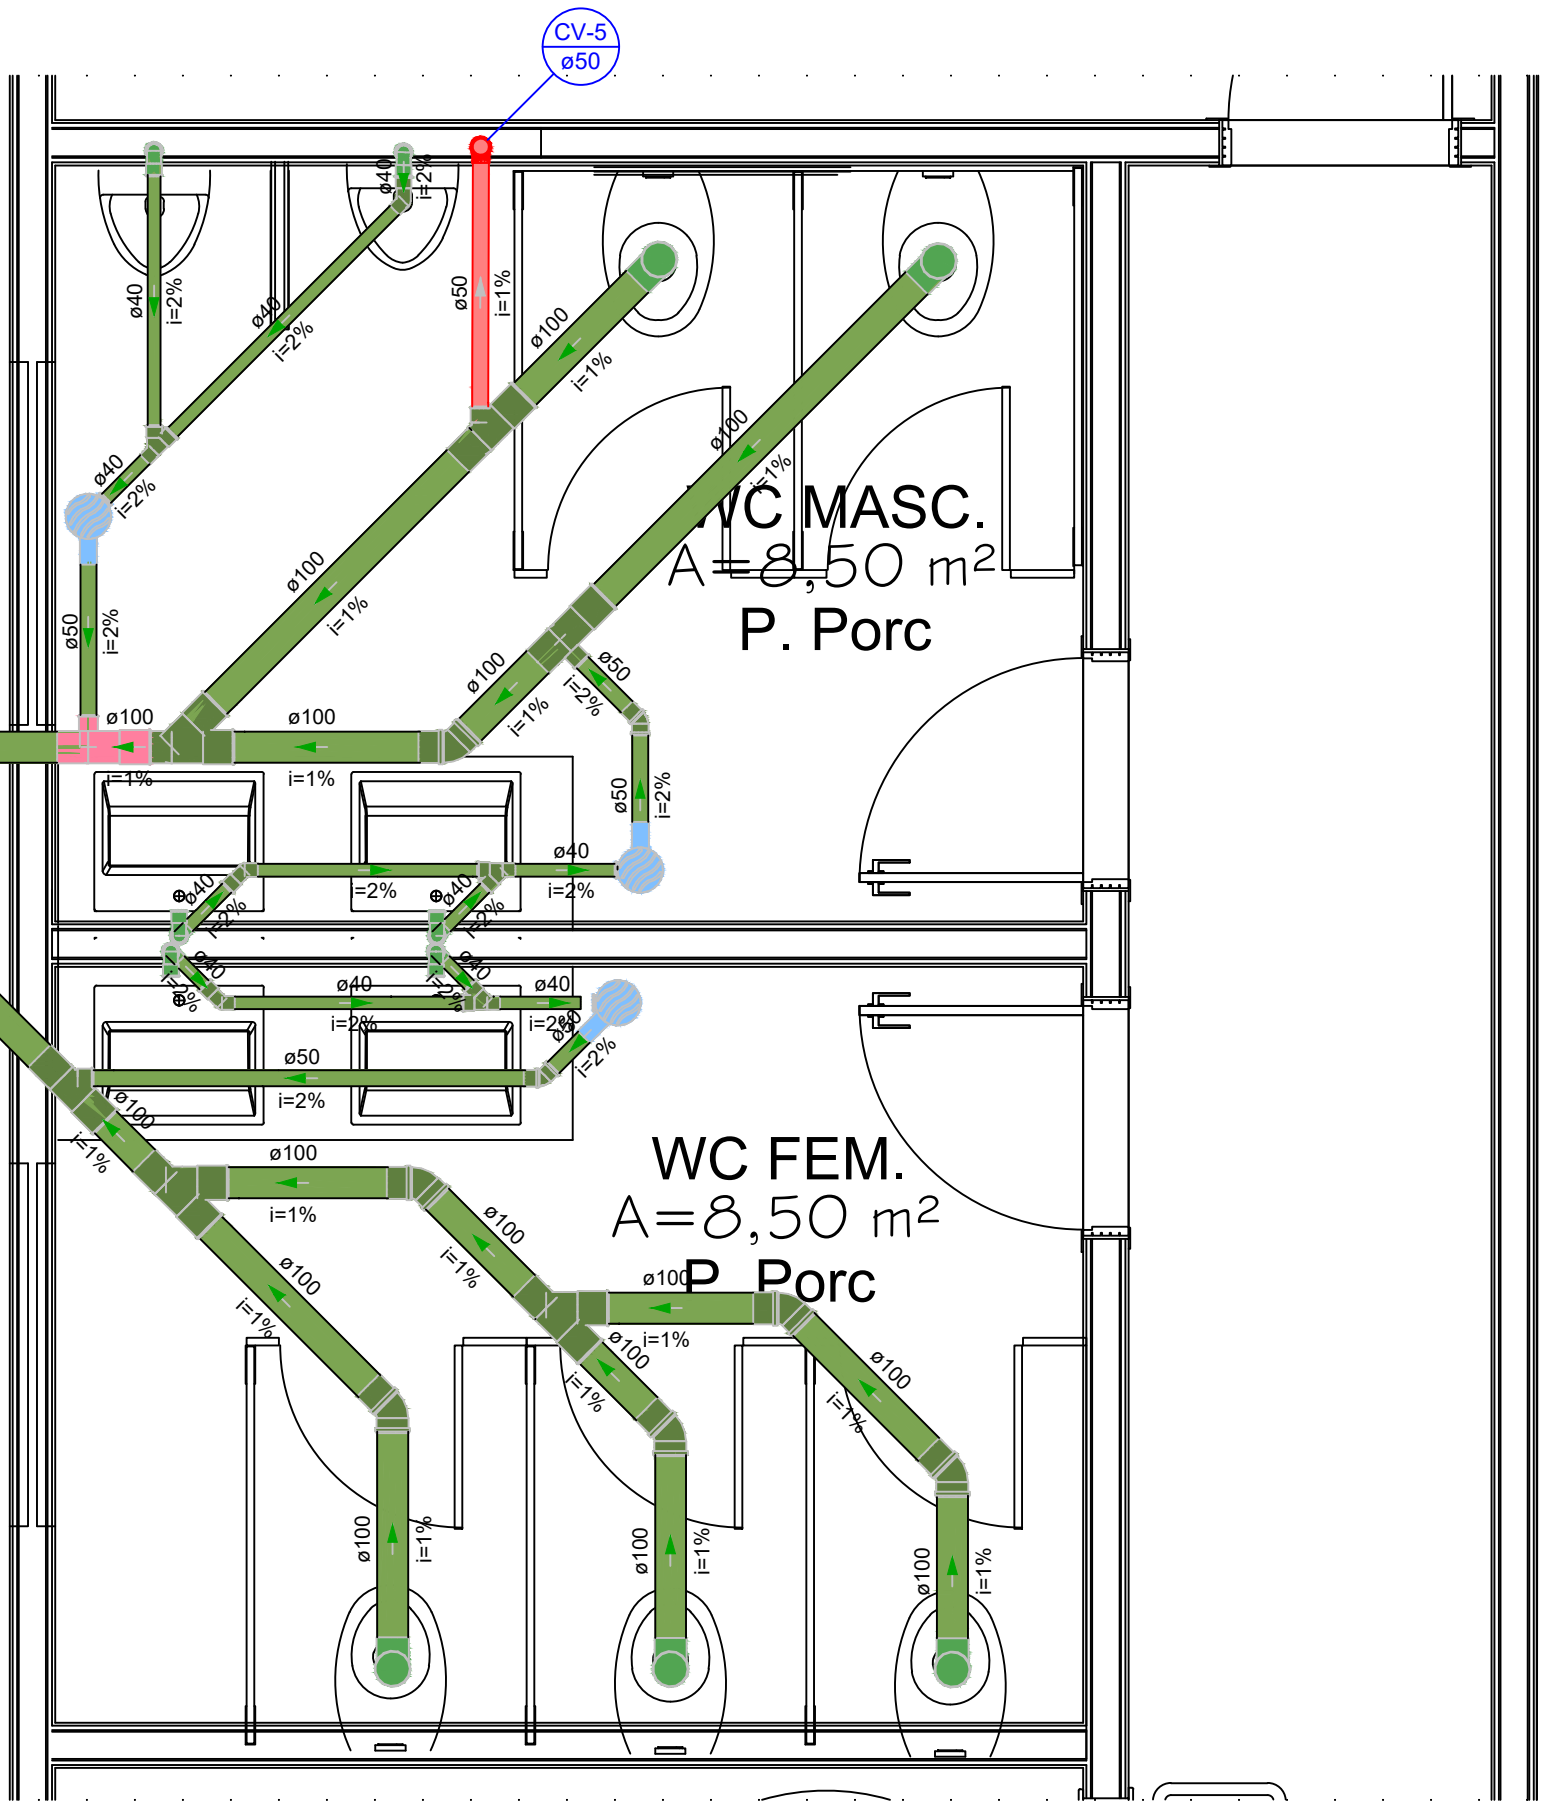 CV-5
ø50
ø40
i=2%
ø40
i=2%
ø40
i=2%
ø50
i=1%
ø100
i=1%
ø100
i=1%
ø40
i=2%
WC MASC.
A=8,50 m²
P. Porc
ø100
i=1%
ø50
i=2%
ø100
i=1%
ø50
i=2%
ø100
i=1%
ø100
i=1%
ø50
i=2%
ø40
i=2%
i=2%
ø40
i=2%
ø40
i=2%
ø40
i=2%
ø40
i=2%
ø40
i=2%
ø40
i=2%
ø50
i=2%
ø50
i=2%
ø100
i=1%
ø100
i=1%
WC FEM.
A=8,50 m²
P. Porc
ø100
i=1%
ø100
i=1%
ø100
i=1%
ø100
i=1%
ø100
i=1%
ø100
i=1%
ø100
i=1%
ø100
i=1%